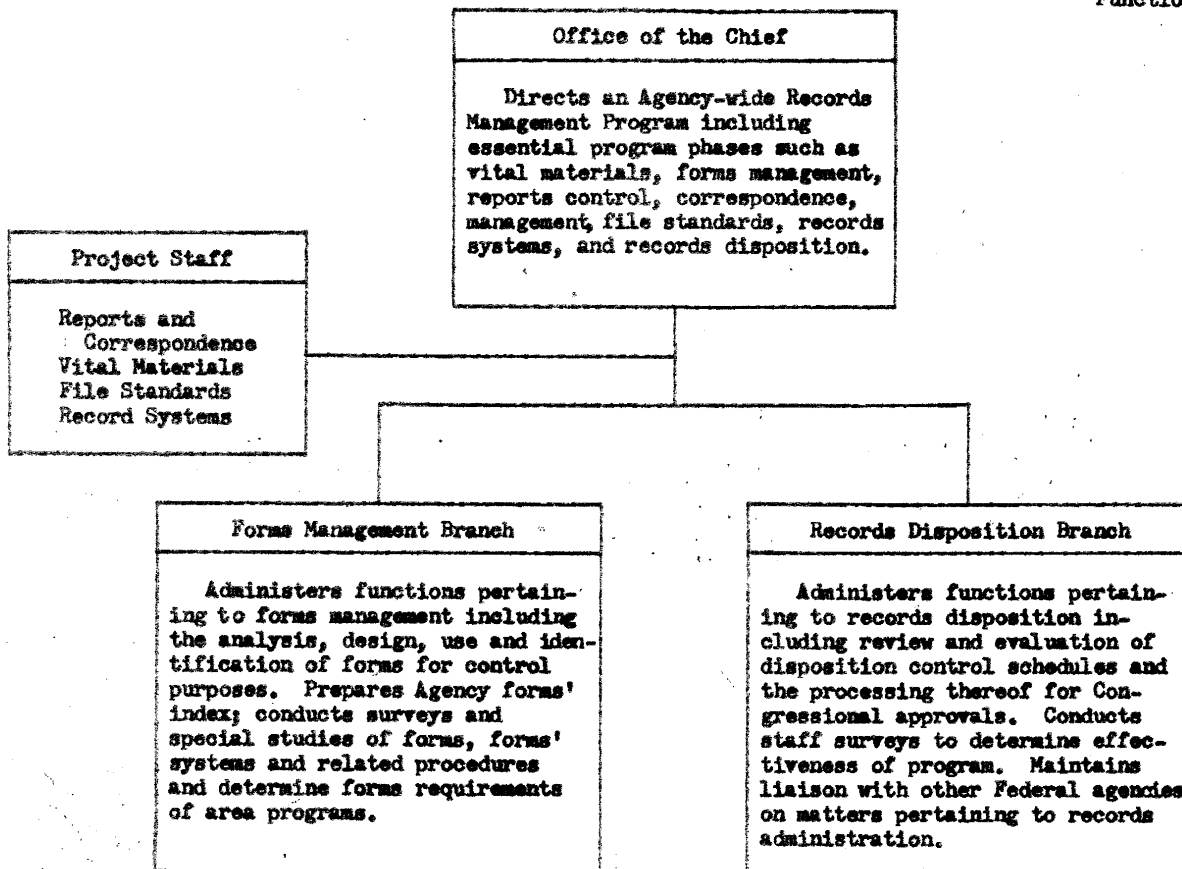 Office of the Chief
Directs an Agency-wide Records
Management Program including
essential program phases such as
vital materials, forms management,
reports control, correspondence,
management, file standards, records
systems, and records disposition.
Project Staff
Reports and
Correspondence
Vital Materials
File Standards
Record Systems
Forms Management Branch
Administers functions pertain-
ing to forms management including
the analysis, design, use and iden-
tification of forms for control
purposes. Prepares Agency forms'
index; conducts surveys and
special studies of forms, forms'
systems and related procedures
and determine forms requirements
of area programs.
Records Disposition Branch
Administers functions pertain-
ing to records disposition in-
cluding review and evaluation of
disposition control schedules and
the processing thereof for Con-
gressional approvals. Conducts
staff surveys to determine effec-
tiveness of program. Maintains
liaison with other Federal agencies
on matters pertaining to records
administration.